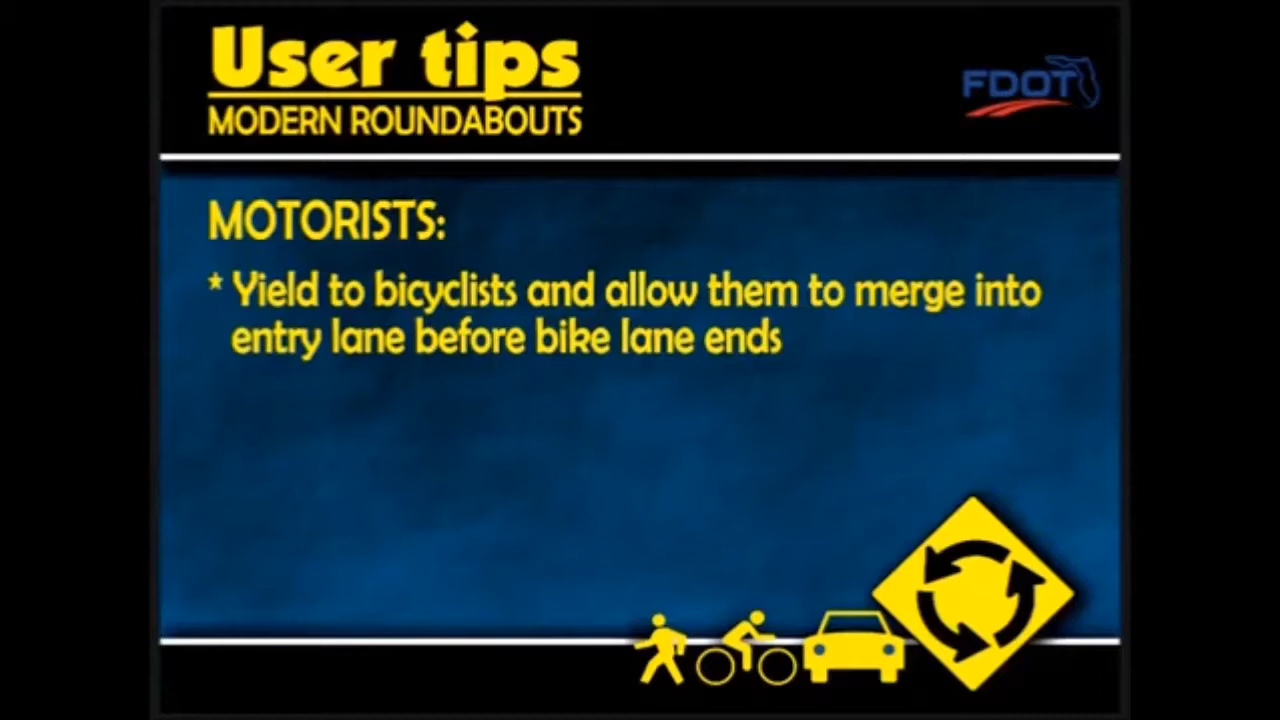 User tips
MODERN ROUNDABOUTS
FDOT
MOTORISTS:
* Yield to bicyclists and allow them to merge into
entry lane before bike lane ends